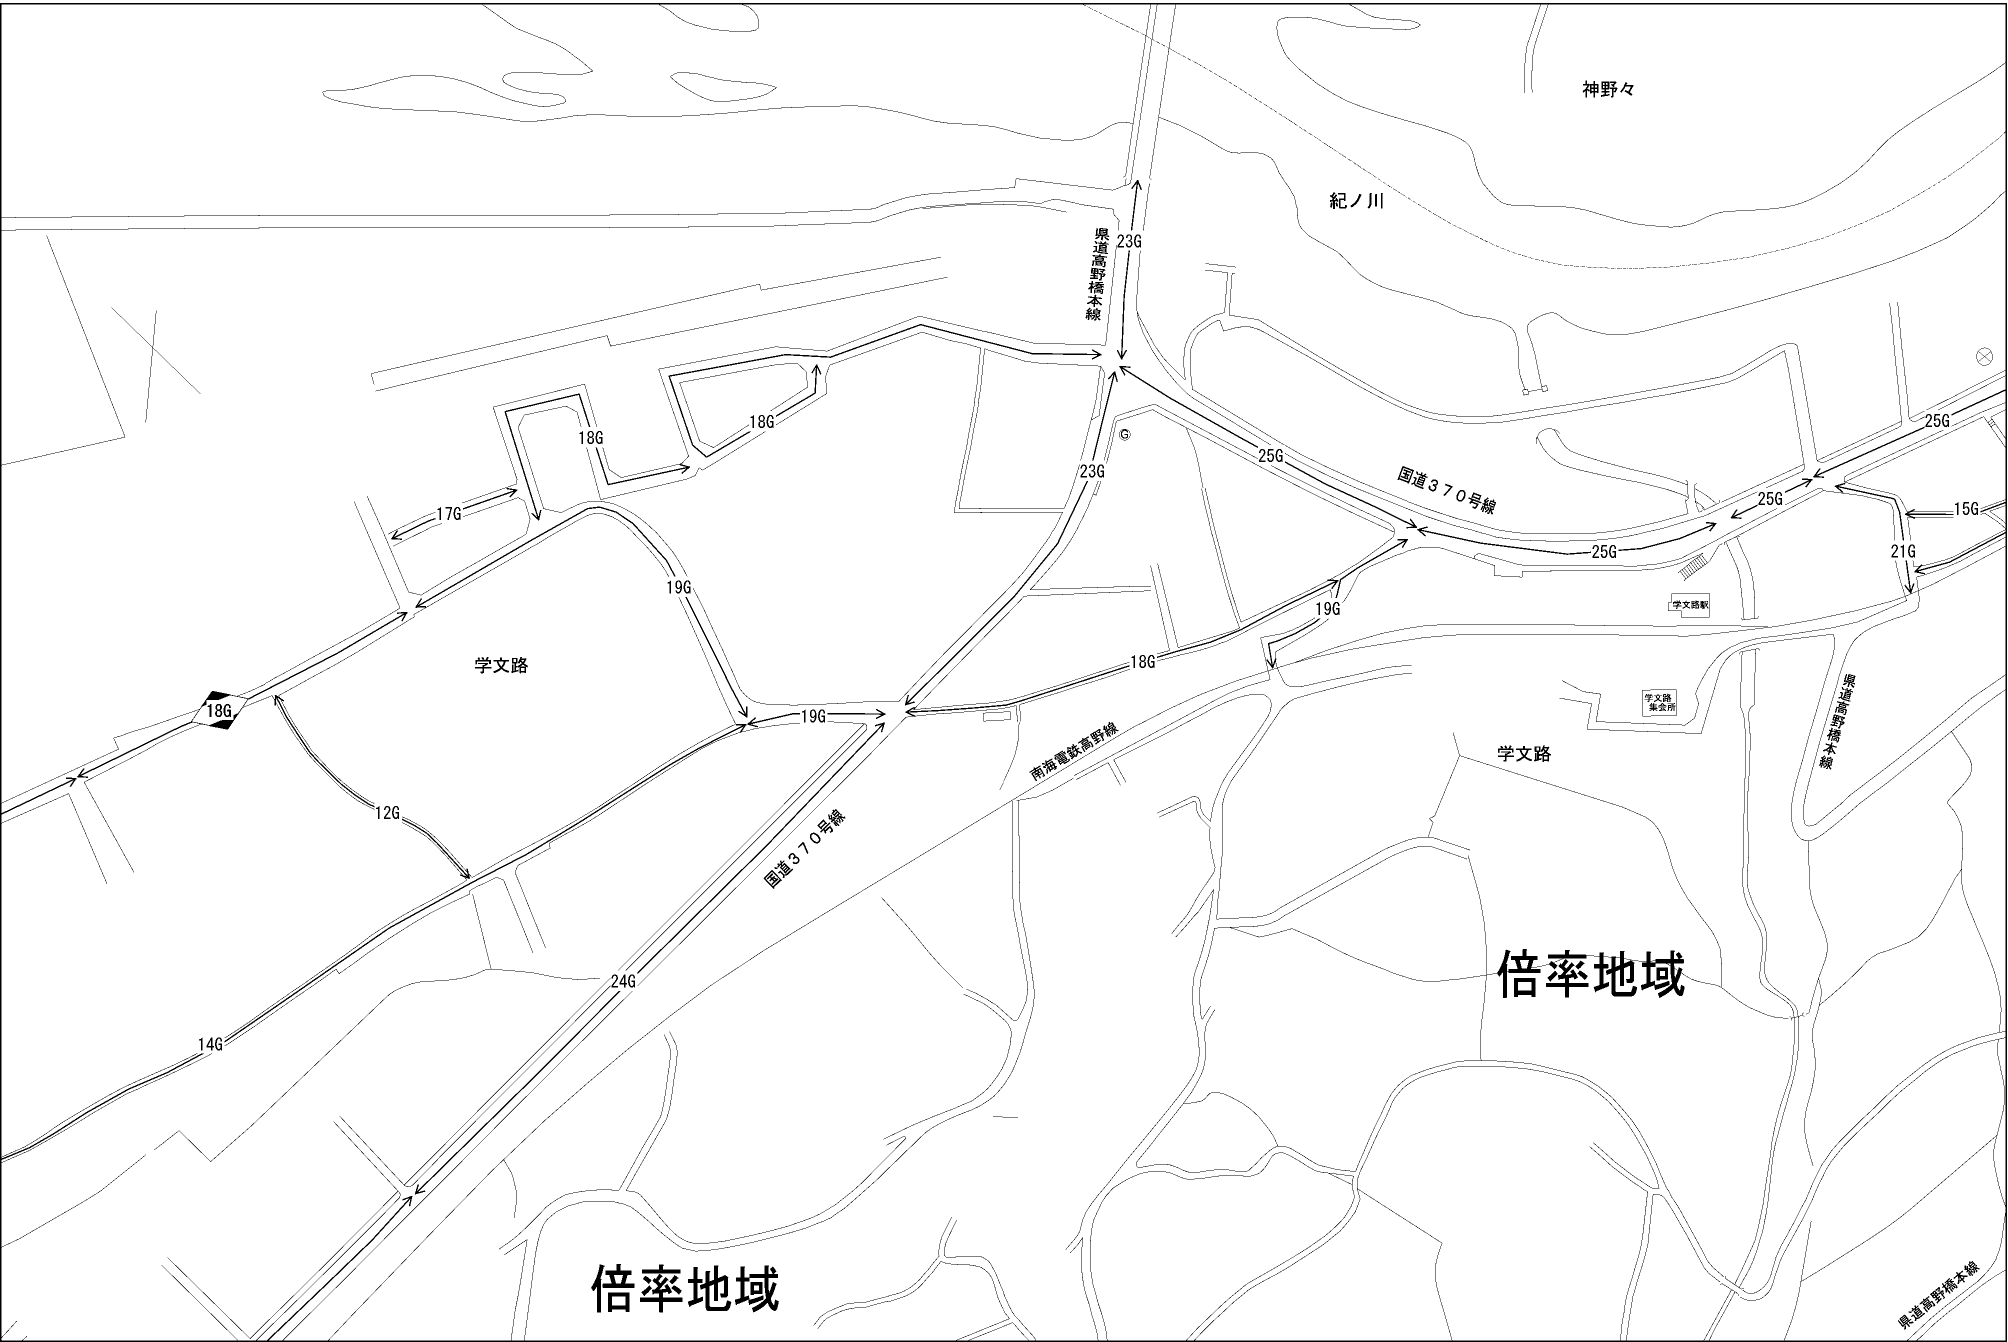 神野々
紀ノ川
23G
県道高野橋本線
18G
18G
17G
23G
G
25G
国道370号線
25G
25G
25G
15G
21G
19G
学文路
18G
19G
18G
19G
学文路駅
学文路
集会所
県道高野橋本線
南海電鉄高野線
学文路
12G
国道370号線
24G
14G
倍率地域
倍率地域
県道高野橋本線